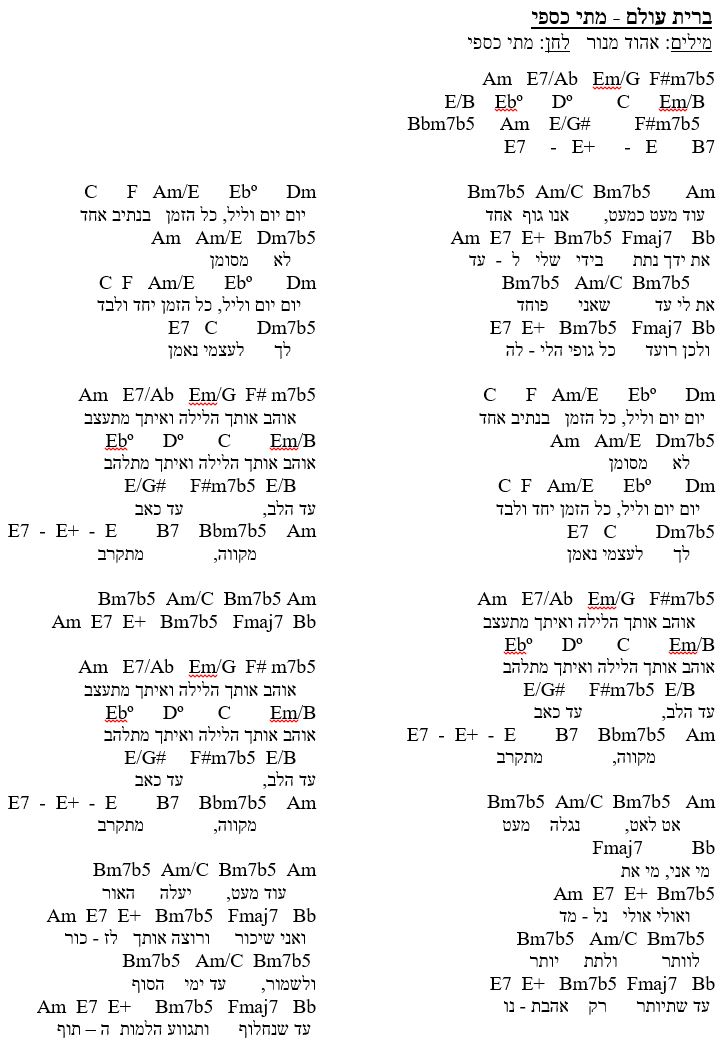 ברית עולם - מתי כספי
מילים: אהוד מנור לחן: מתי כספי
Am E7/Ab Em/G F#m7b5
E/B Ebº Dº C Em/B
Bbm7b5 Am E/G# F#m7b5
E7 - E+ - E B7
Bm7b5 Am/C Bm7b5 Am
עוד מעט כמעט, אנו גוף אחד
Am E7 E+ Bm7b5 Fmaj7 Bb
את ידך נתת בידי שלי ל - עד
Bm7b5 Am/C Bm7b5
את לי עד שאני פוחד
E7 E+ Bm7b5 Fmaj7 Bb
ולכן רועד כל גופי הלי - לה
C F Am/E Ebº Dm
יום יום וליל, כל הזמן בנתיב אחד
Am Am/E Dm7b5
לא מסומן
C F Am/E Ebº Dm
יום יום וליל, כל הזמן יחד ולבד
E7 C Dm7b5
לך לעצמי נאמן
Am E7/Ab Em/G F#m7b5
אוהב אותך הלילה ואיתך מתעצב
Ebº Dº C Em/B
אוהב אותך הלילה ואיתך מתלהב
E/G# F#m7b5 E/B
עד הלב, עד כאב
E7 - E+ - E B7 Bbm7b5 Am
מקווה, מתקרב
Bm7b5 Am/C Bm7b5 Am
אט לאט, נגלה מעט
Fmaj7 Bb
מי אני, מי את
Am E7 E+ Bm7b5
ואולי אולי נל - מד
Bm7b5 Am/C Bm7b5
לוותר ולתת יותר
E7 E+ Bm7b5 Fmaj7 Bb
עד שתיותר רק אהבת - נו
C F Am/E Ebº Dm
יום יום וליל, כל הזמן בנתיב אחד
Am Am/E Dm7b5
לא מסומן
C F Am/E Ebº Dm
יום יום וליל, כל הזמן יחד ולבד
E7 C Dm7b5
לך לעצמי נאמן
Am E7/Ab Em/G F# m7b5
אוהב אותך הלילה ואיתך מתעצב
Ebº Dº C Em/B
אוהב אותך הלילה ואיתך מתלהב
E/G# F#m7b5 E/B
עד הלב, עד כאב
E7 - E+ - E B7 Bbm7b5 Am
מקווה, מתקרב
Bm7b5 Am/C Bm7b5 Am
Am E7 E+ Bm7b5 Fmaj7 Bb
Am E7/Ab Em/G F# m7b5
אוהב אותך הלילה ואיתך מתעצב
Ebº Dº C Em/B
אוהב אותך הלילה ואיתך מתלהב
E/G# F#m7b5 E/B
עד הלב, עד כאב
E7 - E+ - E B7 Bbm7b5 Am
מקווה, מתקרב
Bm7b5 Am/C Bm7b5 Am
עוד מעט, יעלה האור
Am E7 E+ Bm7b5 Fmaj7 Bb
ואני שיכור ורוצה אותך לז - כור
Bm7b5 Am/C Bm7b5
ולשמור, עד ימי הסוף
Am E7 E+ Bm7b5 Fmaj7 Bb
עד שנחלוף ותגווע הלמות ה – תוף